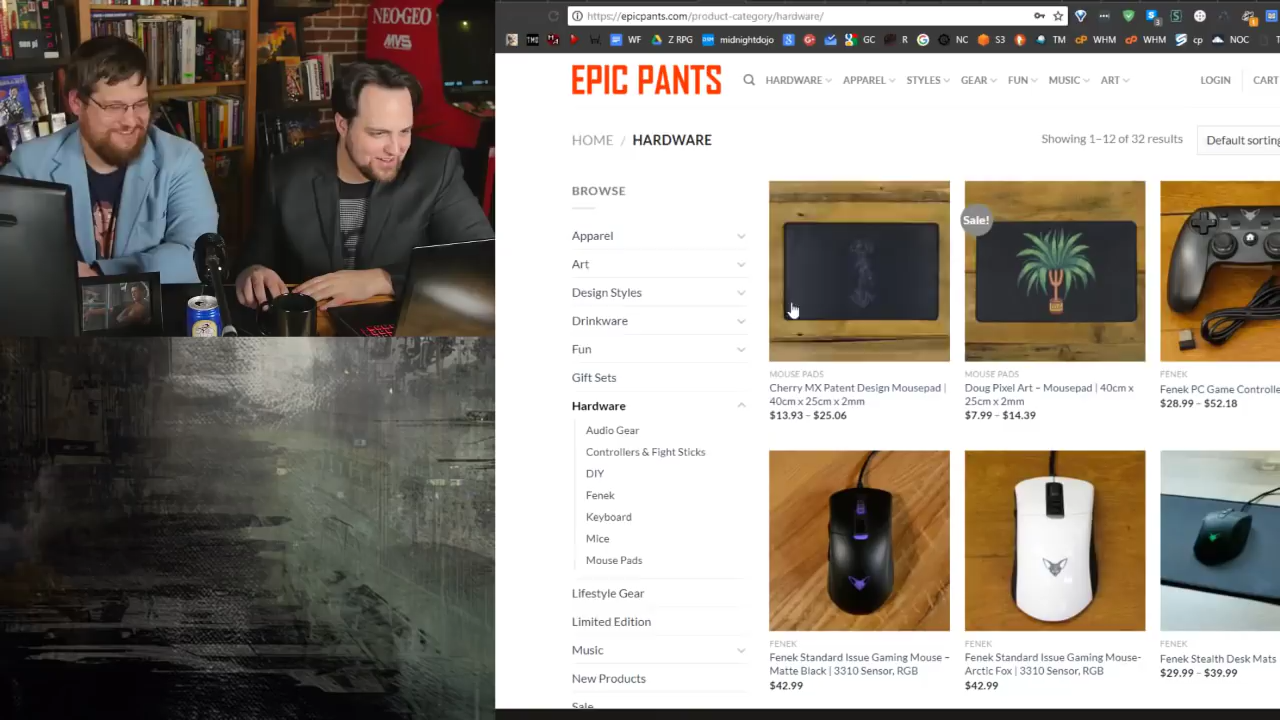 NEO-GEO
MVS
https://epicpants.com/product-category/hardware/
WF
Z RPG
midnightdojo
GC
R
NC
S3
TM
WHM
WHM
cp
NOC
EPIC PANTS
HARDWARE
APPAREL
STYLES
GEAR
FUN
MUSIC
ART
LOGIN
CART
HOME / HARDWARE
Showing 1–12 of 32 results
Default sorting
BROWSE
Apparel
Art
Design Styles
Drinkware
Fun
Gift Sets
Hardware
Audio Gear
Controllers & Fight Sticks
DIY
Fenek
Keyboard
Mice
Mouse Pads
Lifestyle Gear
Limited Edition
Music
New Products
Sale
MOUSE PADS
Cherry MX Patent Design Mousepad |
40cm x 25cm x 2mm
$13.93 – $25.06
Sale!
MOUSE PADS
Doug Pixel Art – Mousepad | 40cm x
25cm x 2mm
$7.99 – $14.39
FENEK
Fenek PC Game Controlle
$28.99 – $52.18
FENEK
Fenek Standard Issue Gaming Mouse –
Matte Black | 3310 Sensor, RGB
$42.99
FENEK
Fenek Standard Issue Gaming Mouse-
Arctic Fox | 3310 Sensor, RGB
$42.99
FENEK
Fenek Stealth Desk Mats
$29.99 – $39.99